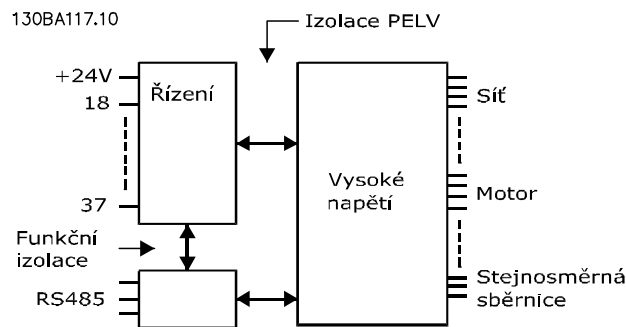 130BA117.10
Izolace PELV
+24V
18
Řízení
37
Vysoké
napětí
Síť
Motor
Funkční
izolace
RS485
Stejnosměrná
sběrnice